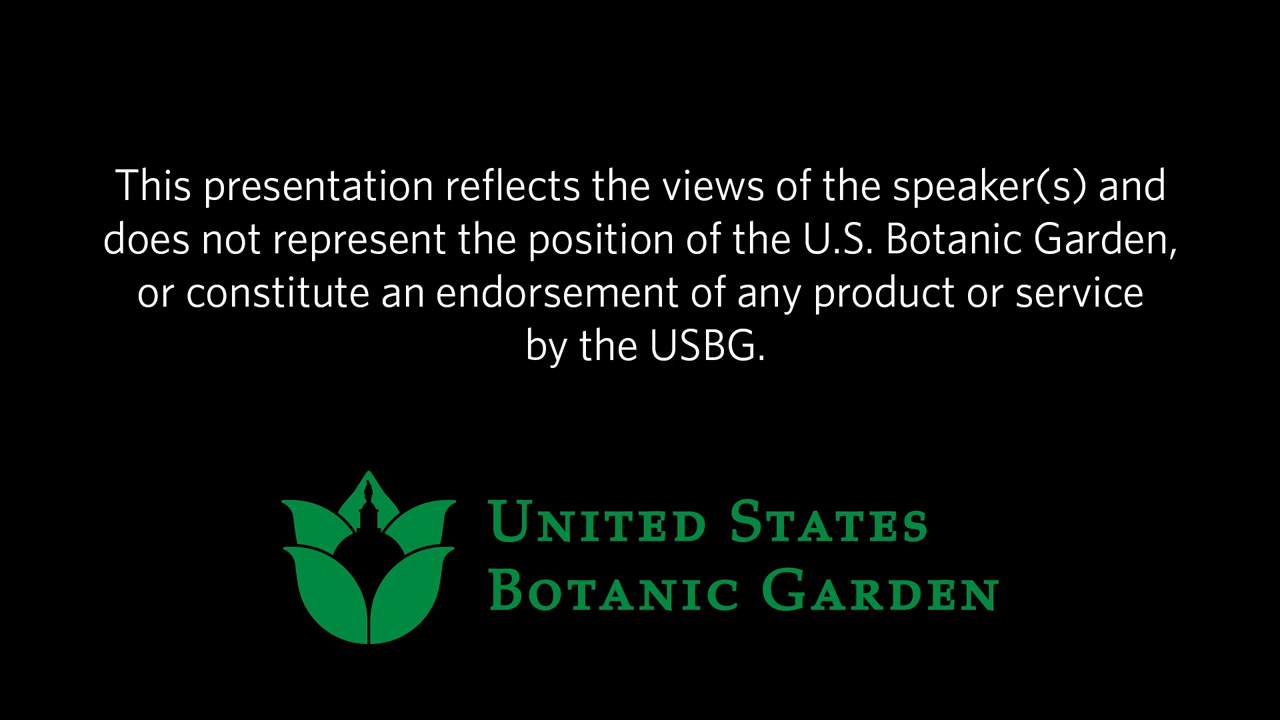 This presentation reflects the views of the speaker(s) and
does not represent the position of the U.S. Botanic Garden,
or constitute an endorsement of any product or service
by the USBG.
United States
Botanic Garden